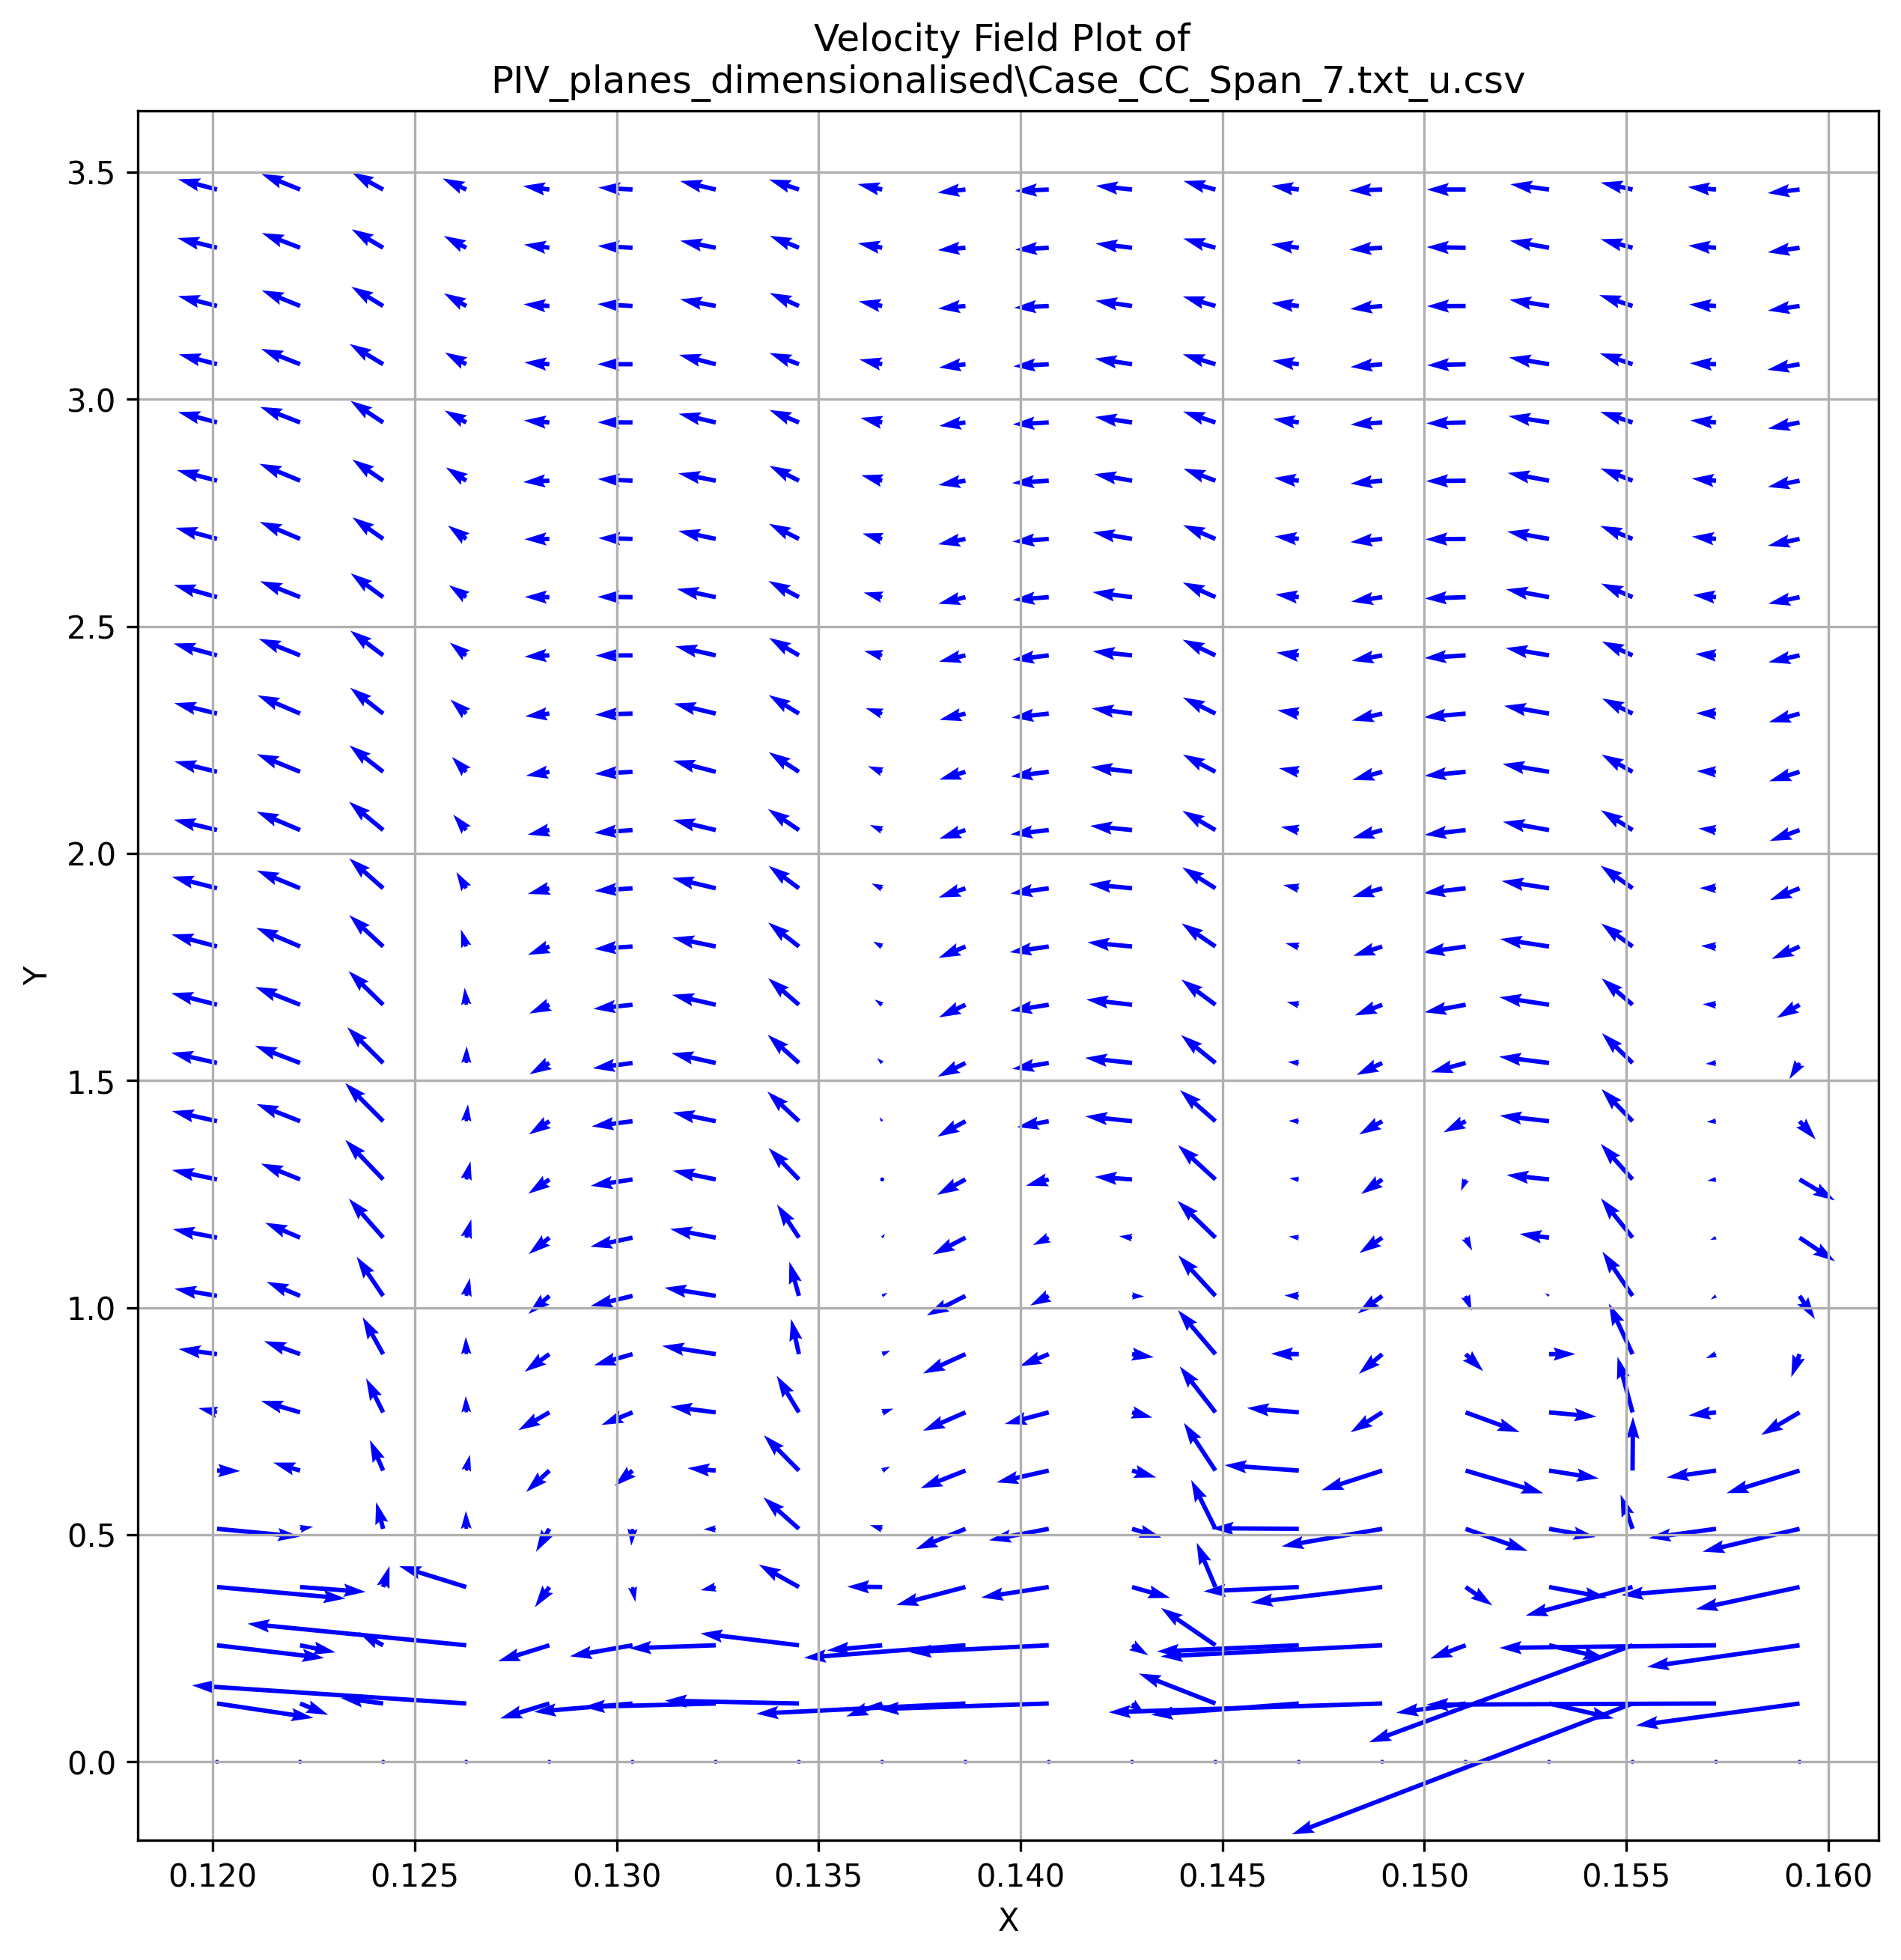 Velocity Field Plot of
PIV_planes_dimensionalised\Case_CC_Span_7.txt_u.csv
3.5
3.0
2.5
2.0
1.5
1.0
0.5
0.0
Y
0.120 0.125 0.130 0.135 0.140 0.145 0.150 0.155 0.160
X